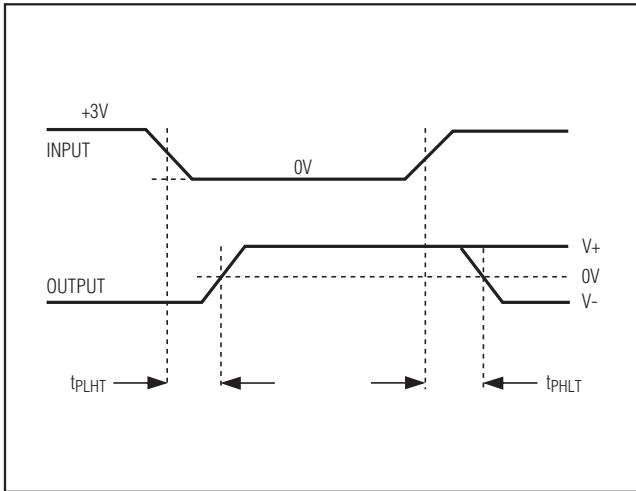 +3V
INPUT
0V
V+
0V
OUTPUT
V-
tPLHT
tPHLT